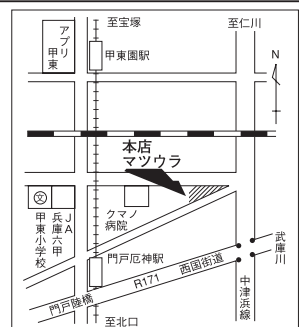 至宝塚
至仁川
アプリ甲東
甲東園駅
N
本店
マツウラ
文
甲東小学校
JA兵庫六甲
クマノ
病院
門戸厄神駅
西国街道
R171
武庫川
門戸陸橋
中津浜線
至北口